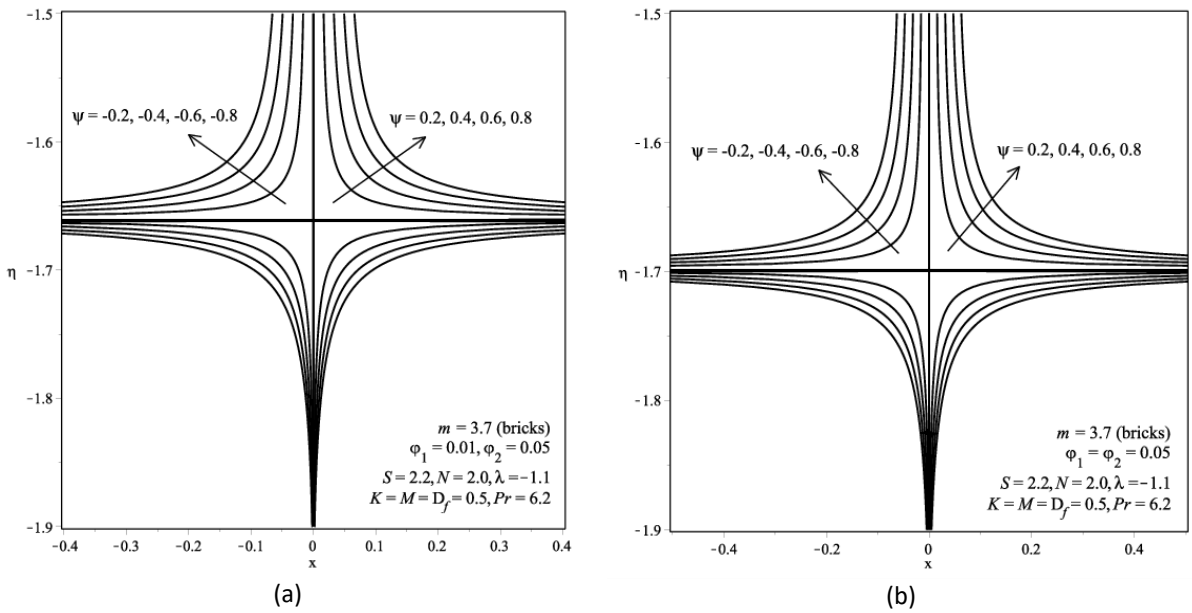 -1.5
ψ = -0.2, -0.4, -0.6, -0.8
ψ = 0.2, 0.4, 0.6, 0.8
-1.6
η
-1.7
-1.8
m = 3.7 (bricks)
φ1 = 0.01, φ2 = 0.05
S = 2.2, N = 2.0, λ = -1.1
K = M = Df = 0.5, Pr = 6.2
-1.9
-0.4 -0.3 -0.2 -0.1 0 0.1 0.2 0.3 0.4
x
(a)
-1.5
-1.6
ψ = -0.2, -0.4, -0.6, -0.8
ψ = 0.2, 0.4, 0.6, 0.8
η
-1.7
-1.8
m = 3.7 (bricks)
φ1 = φ2 = 0.05
S = 2.2, N = 2.0, λ = -1.1
K = M = Df = 0.5, Pr = 6.2
-1.9
-0.4 -0.2 0 0.2 0.4
x
(b)